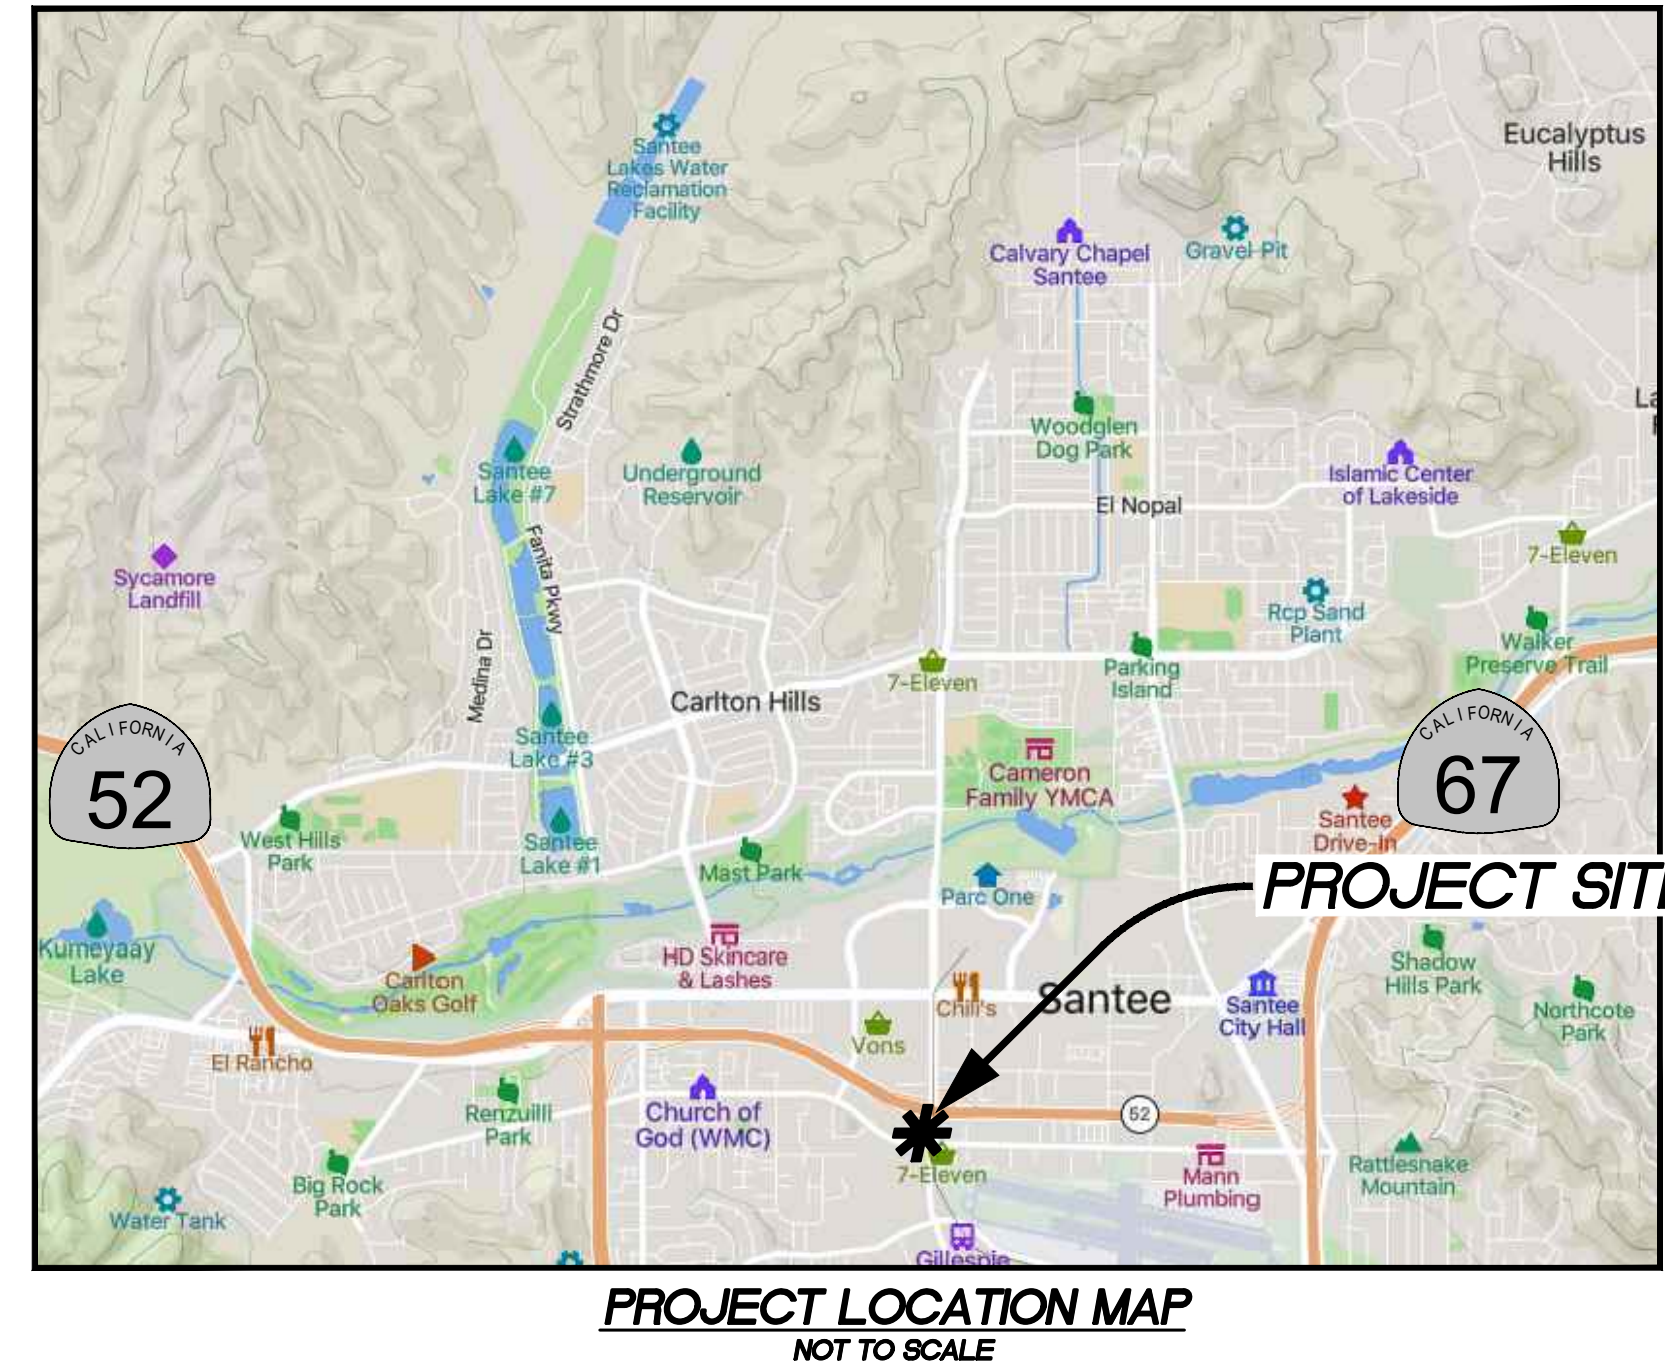 Santee
Lakes Water
Reclamation
Facility
Eucalyptus
Hills
Calvary Chapel
Santee
Gravel Pit
Strathmore Dr
Woodglen
Dog Park
Santee
Lake #7
Underground
Reservoir
Islamic Center
of Lakeside
El Nopal
Fanita Pkwy
7-Eleven
Sycamore
Landfill
Rcp Sand
Plant
Walker
Preserve Trail
Medina Dr
7-Eleven
Parking
Island
Carlton Hills
CALIFORNIA
52
Santee
Lake #3
Cameron
Family YMCA
CALIFORNIA
67
West Hills
Park
Santee
Lake #1
Mast Park
Santee
Drive-In
Parc One
PROJECT SITE
Kumeyaay
Lake
Carlton
Oaks Golf
HD Skincare
& Lashes
Chili's
Santee
Santee
City Hall
Shadow
Hills Park
Northcote
Park
El Rancho
Vons
Renzuilli
Park
Church of
God (WMC)
52
7-Eleven
Mann
Plumbing
Rattlesnake
Mountain
Big Rock
Park
Water Tank
Gillespie
PROJECT LOCATION MAP
NOT TO SCALE